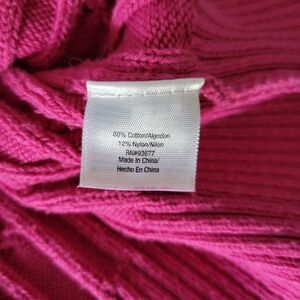 88% Cotton/Algodon
12% Nylon/Nilon
RN#93677
Made In China/
Hecho En China